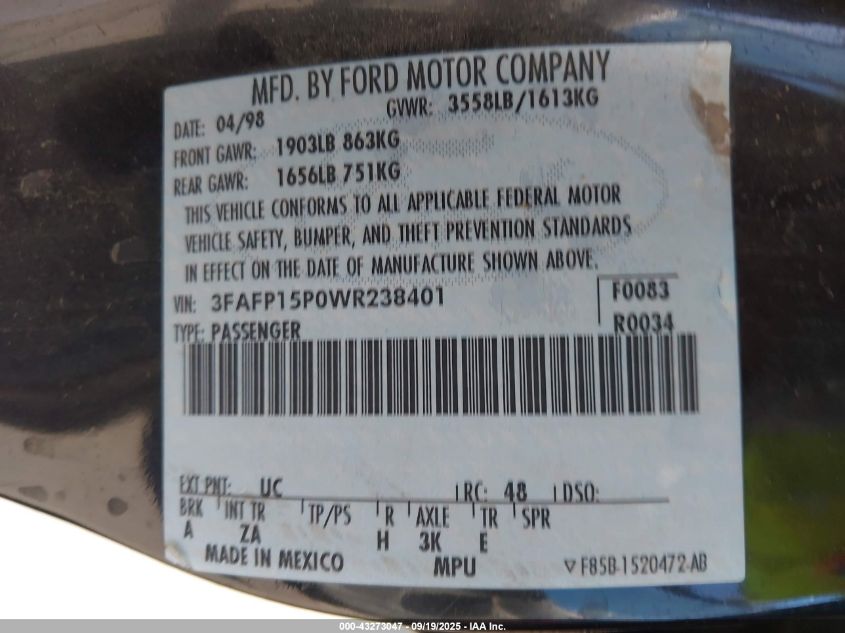 MFD. BY FORD MOTOR COMPANY
DATE: 04/98 GVWR: 3558LB/1613KG
FRONT GAWR: 1903LB 863KG
REAR GAWR: 1656LB 751KG
THIS VEHICLE CONFORMS TO ALL APPLICABLE FEDERAL MOTOR
VEHICLE SAFETY, BUMPER, AND THEFT PREVENTION STANDARDS
IN EFFECT ON THE DATE OF MANUFACTURE SHOWN ABOVE.
VIN: 3FAFP15P0WR238401 F0083
TYPE: PASSENGER R0034
EXT PNT: UC RC: 48 DSO:
BRK INT TR TP/PS R AXLE TR SPR
A ZA H 3K E
MADE IN MEXICO MPU ▽ F85B-1520472-AB
000-43273047 - 09/19/2025 - IAA Inc.